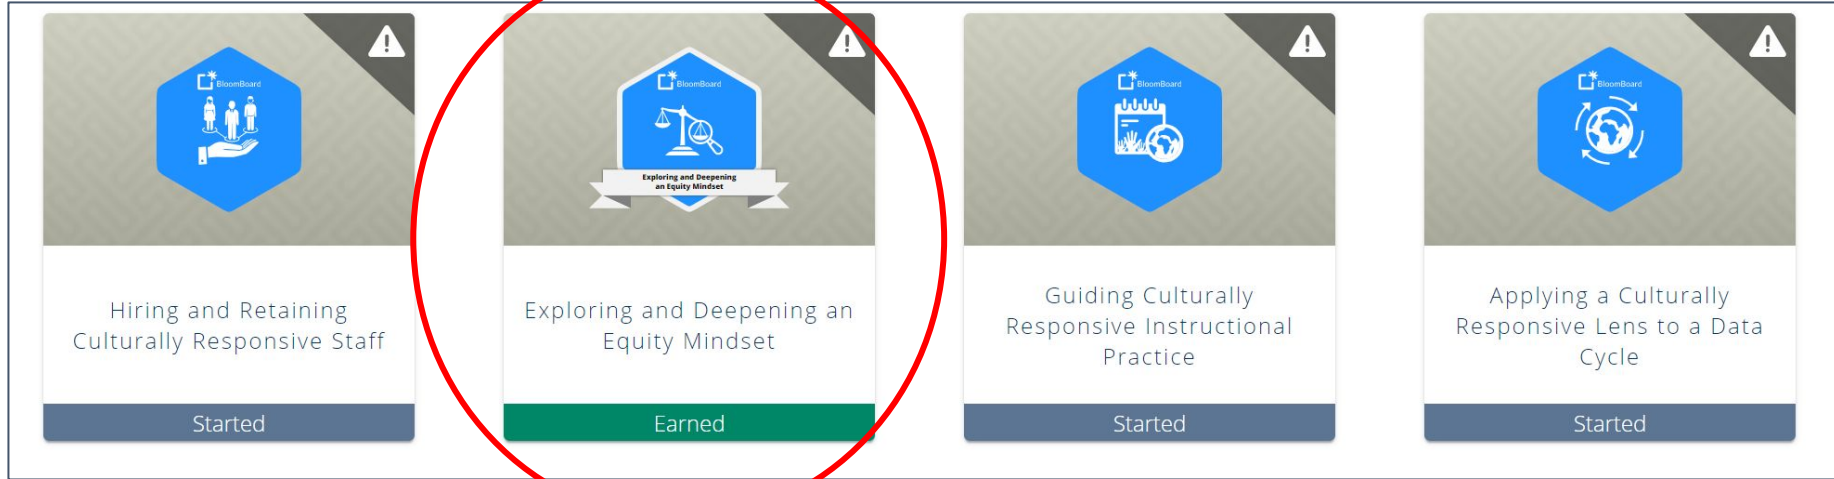 BloomBoard
Hiring and Retaining
Culturally Responsive Staff
Started
BloomBoard
Exploring and Deepening
an Equity Mindset
Exploring and Deepening an
Equity Mindset
Earned
BloomBoard
Guiding Culturally
Responsive Instructional
Practice
Started
BloomBoard
Applying a Culturally
Responsive Lens to a Data
Cycle
Started